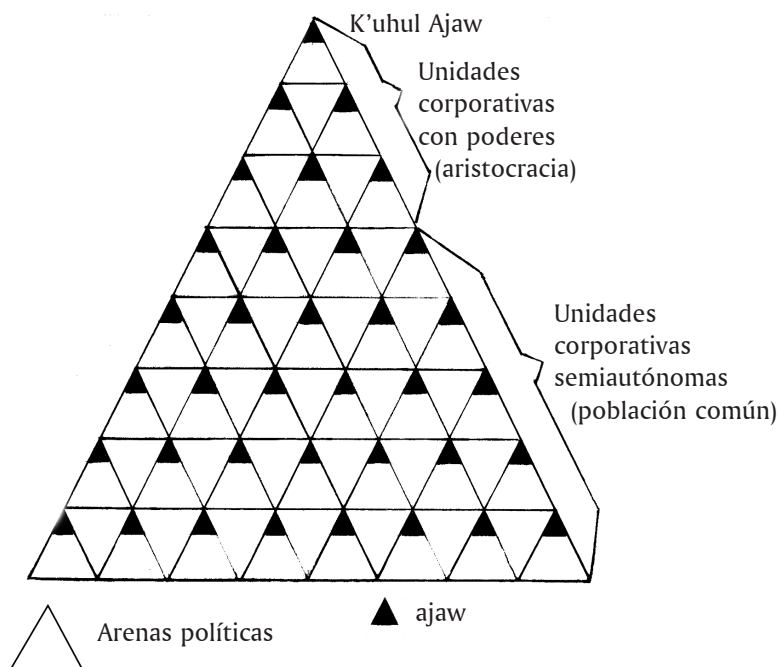 K'uhul Ajaw
Unidades
corporativas
con poderes
(aristocracia)
Unidades
corporativas
semiautónomas
(población común)
Arenas políticas
ajaw